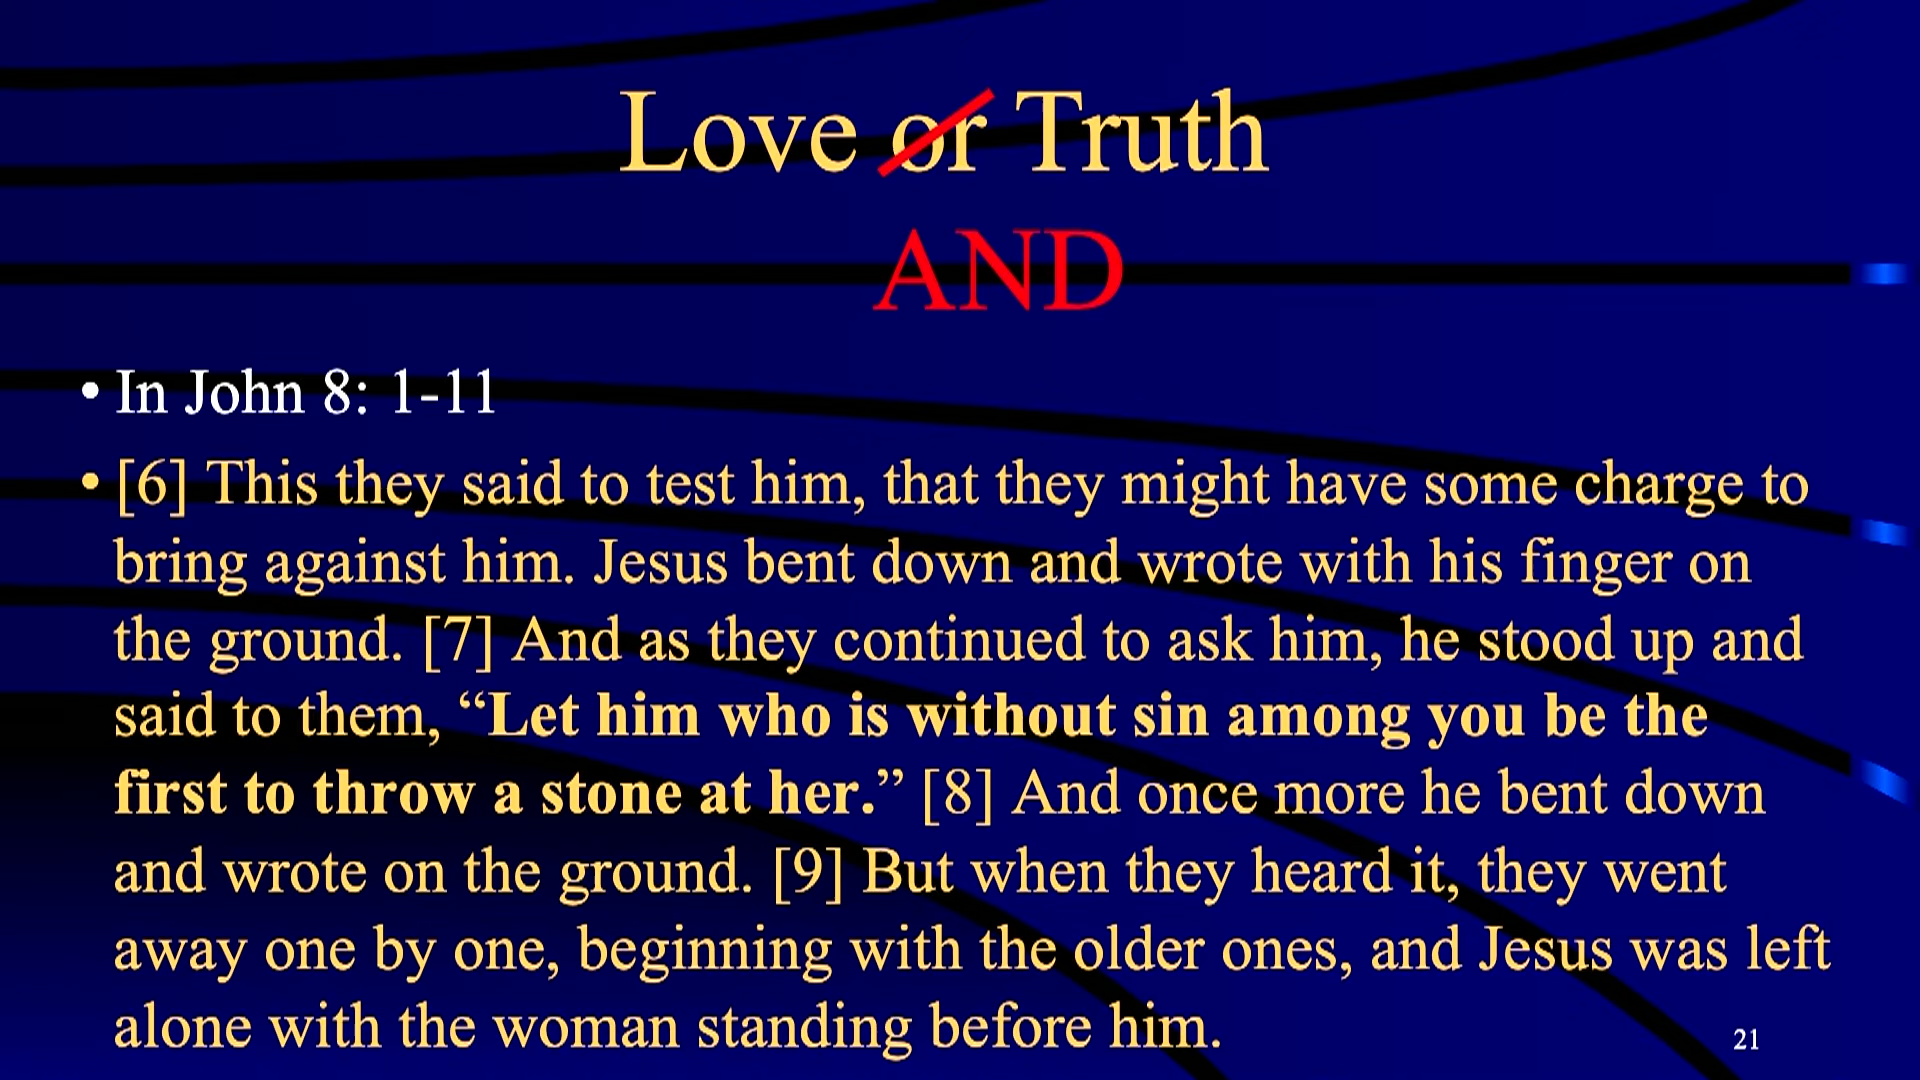 Love or Truth
AND
• In John 8: 1-11
• [6] This they said to test him, that they might have some charge to
bring against him. Jesus bent down and wrote with his finger on
the ground. [7] And as they continued to ask him, he stood up and
said to them, “Let him who is without sin among you be the
first to throw a stone at her.” [8] And once more he bent down
and wrote on the ground. [9] But when they heard it, they went
away one by one, beginning with the older ones, and Jesus was left
alone with the woman standing before him.
21